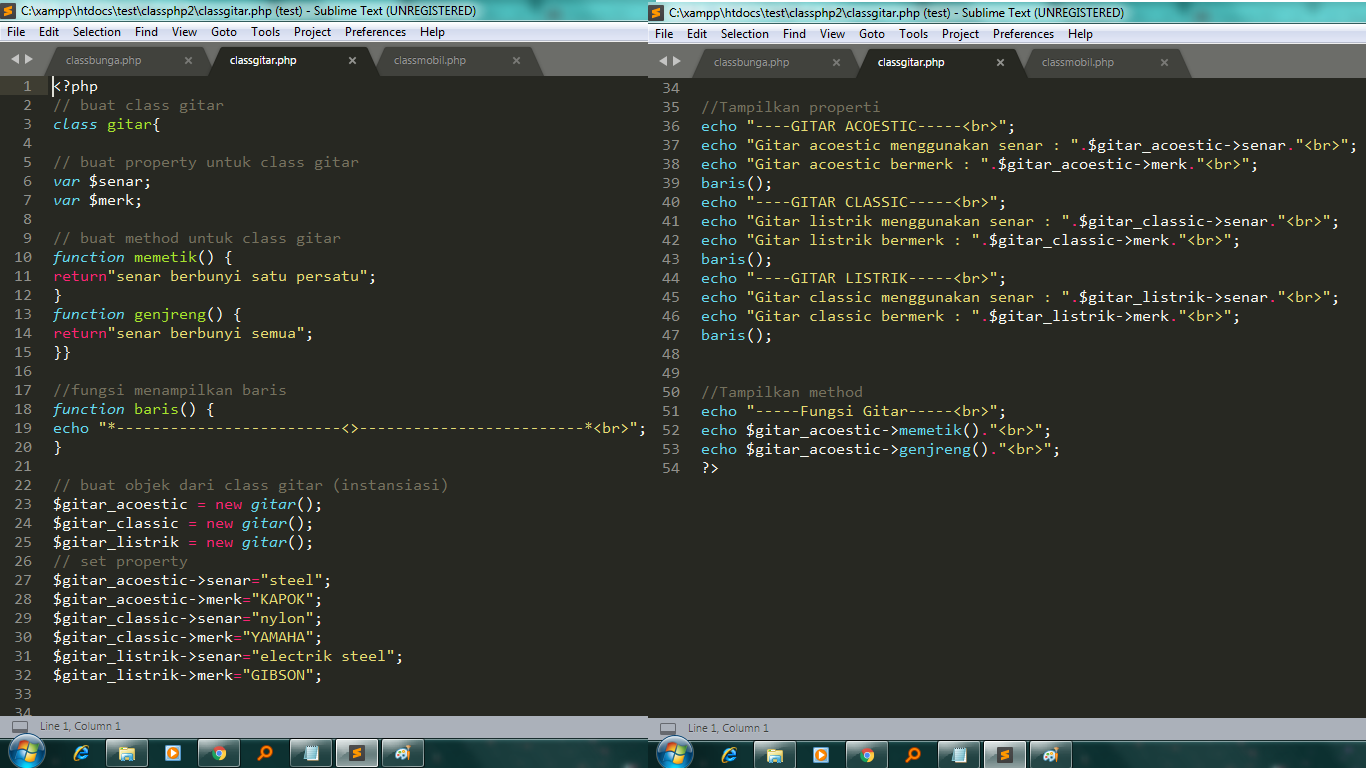 C:\xampp\htdocs\test\classphp2\classgitar.php (test) - Sublime Text (UNREGISTERED)
File Edit Selection Find View Goto Tools Project Preferences Help
classbunga.php × classgitar.php × classmobil.php ×
1 <?php
2 // buat class gitar
3 class gitar{
4
5 // buat property untuk class gitar
6 var $senar;
7 var $merk;
8
9 // buat method untuk class gitar
10 function memetik() {
11 return"senar berbunyi satu persatu";
12 }
13 function genjreng() {
14 return"senar berbunyi semua";
15 }}
16
17 //fungsi menampilkan baris
18 function baris() {
19 echo "*-------------------------<>-------------------------*<br>";
20 }
21
22 // buat objek dari class gitar (instansiasi)
23 $gitar_acoestic = new gitar();
24 $gitar_classic = new gitar();
25 $gitar_listrik = new gitar();
26 // set property
27 $gitar_acoestic->senar="steel";
28 $gitar_acoestic->merk="KAPOK";
29 $gitar_classic->senar="nylon";
30 $gitar_classic->merk="YAMAHA";
31 $gitar_listrik->senar="electrik steel";
32 $gitar_listrik->merk="GIBSON";
33
34
Line 1, Column 1
C:\xampp\htdocs\test\classphp2\classgitar.php (test) - Sublime Text (UNREGISTERED)
File Edit Selection Find View Goto Tools Project Preferences Help
classbunga.php × classgitar.php × classmobil.php ×
34
35 //Tampilkan properti
36 echo "----GITAR ACOESTIC-----<br>";
37 echo "Gitar acoestic menggunakan senar : ".$gitar_acoestic->senar."<br>";
38 echo "Gitar acoestic bermerk : ".$gitar_acoestic->merk."<br>";
39 baris();
40 echo "----GITAR CLASSIC-----<br>";
41 echo "Gitar listrik menggunakan senar : ".$gitar_classic->senar."<br>";
42 echo "Gitar listrik bermerk : ".$gitar_classic->merk."<br>";
43 baris();
44 echo "----GITAR LISTRIK-----<br>";
45 echo "Gitar classic menggunakan senar : ".$gitar_listrik->senar."<br>";
46 echo "Gitar classic bermerk : ".$gitar_listrik->merk."<br>";
47 baris();
48
49
50 //Tampilkan method
51 echo "-----Fungsi Gitar-----<br>";
52 echo $gitar_acoestic->memetik()."<br>";
53 echo $gitar_acoestic->genjreng()."<br>";
54 ?>
Line 1, Column 1